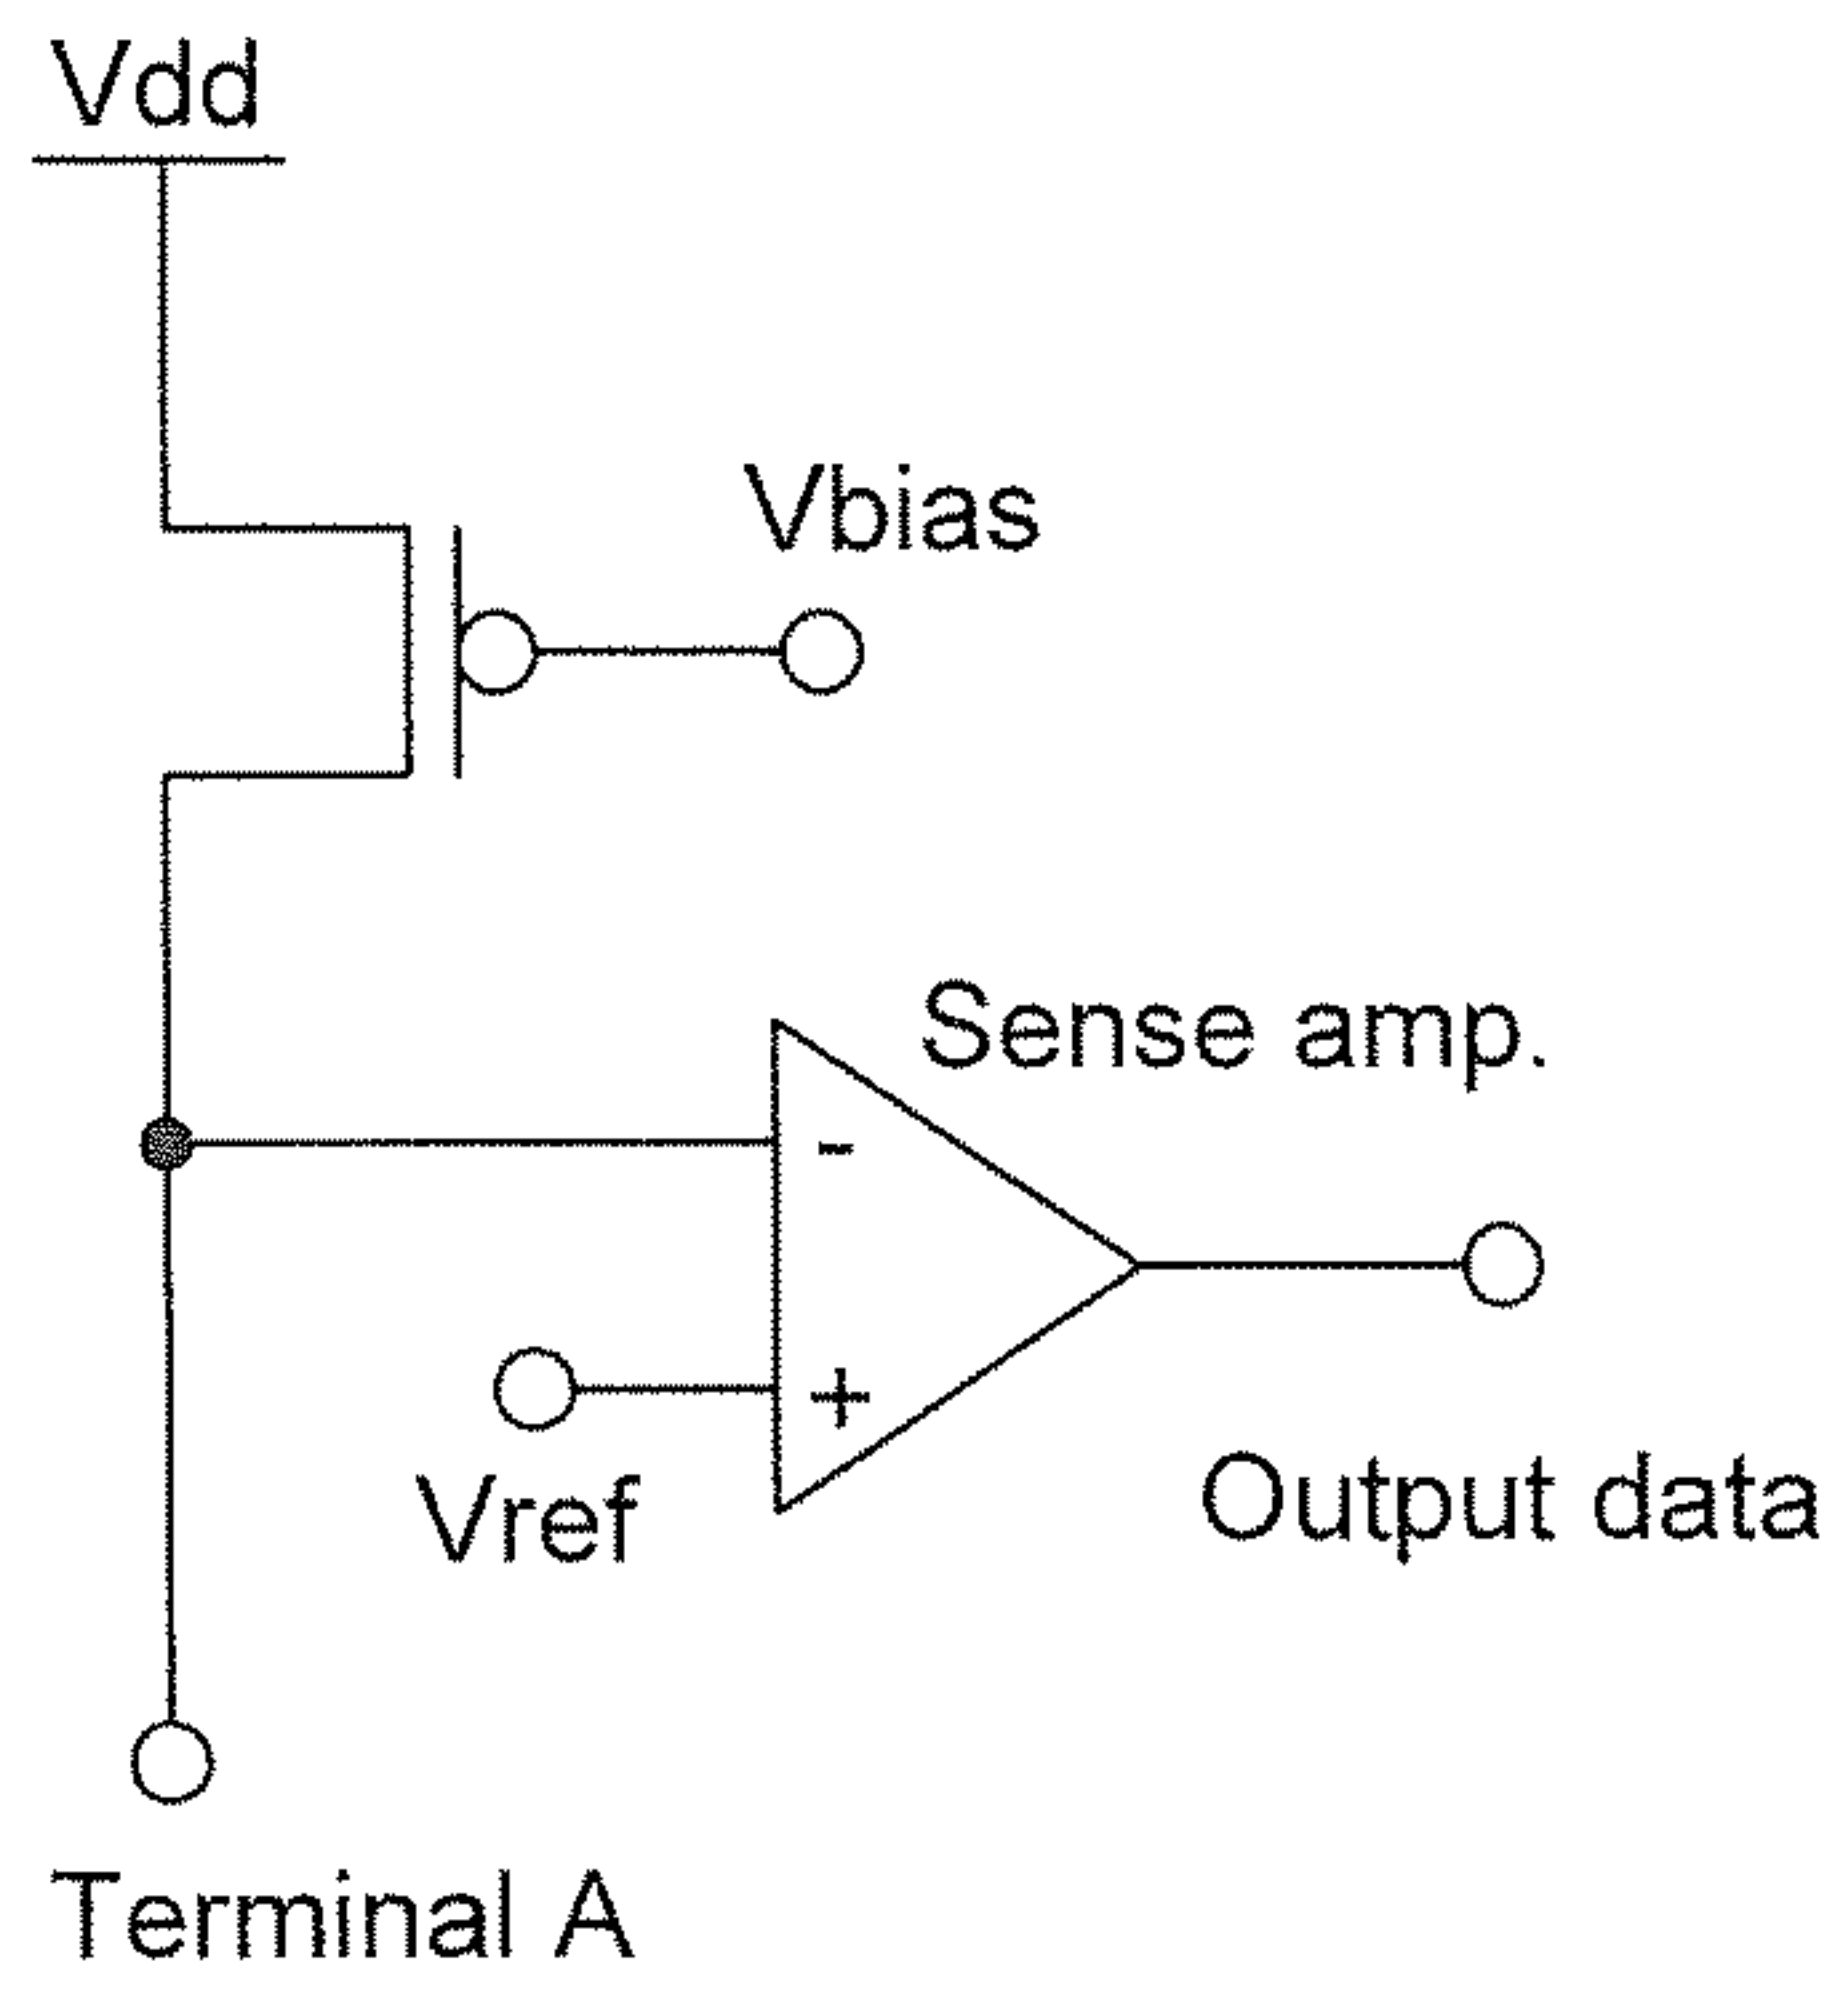 Vdd
Vbias
Sense amp.
-
+
Vref
Output data
Terminal A